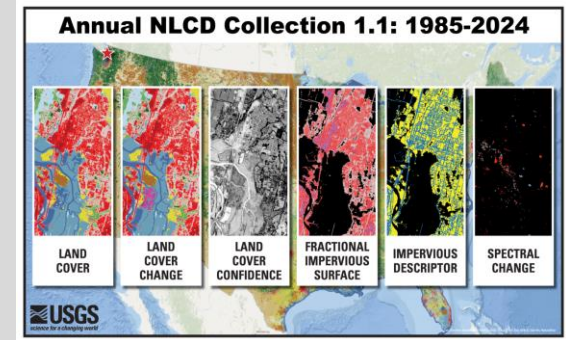 Annual NLCD Collection 1.1: 1985-2024
LAND
COVER
LAND
COVER
CHANGE
LAND
COVER
CONFIDENCE
FRACTIONAL
IMPERVIOUS
SURFACE
IMPERVIOUS
DESCRIPTOR
SPECTRAL
CHANGE
USGS
science for a changing world